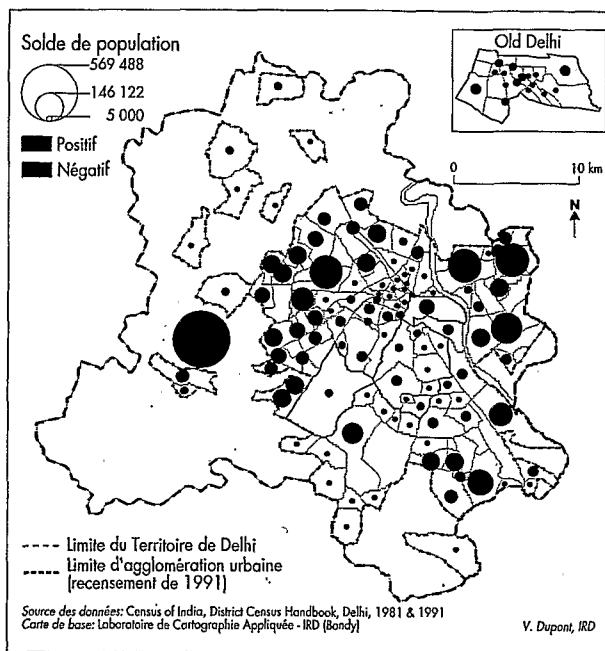 Solde de population
569 488
146 122
5 000
Positif
Négatif
Old Delhi
0 10 km
N
Limite du Territoire de Delhi
Limite d'agglomération urbaine
(recensement de 1991)
Source des données: Census of India, District Census Handbook, Delhi, 1981 & 1991
Carte de base: Laboratoire de Cartographie Appliquée - IRD (Bondy)
V. Dupont, IRD